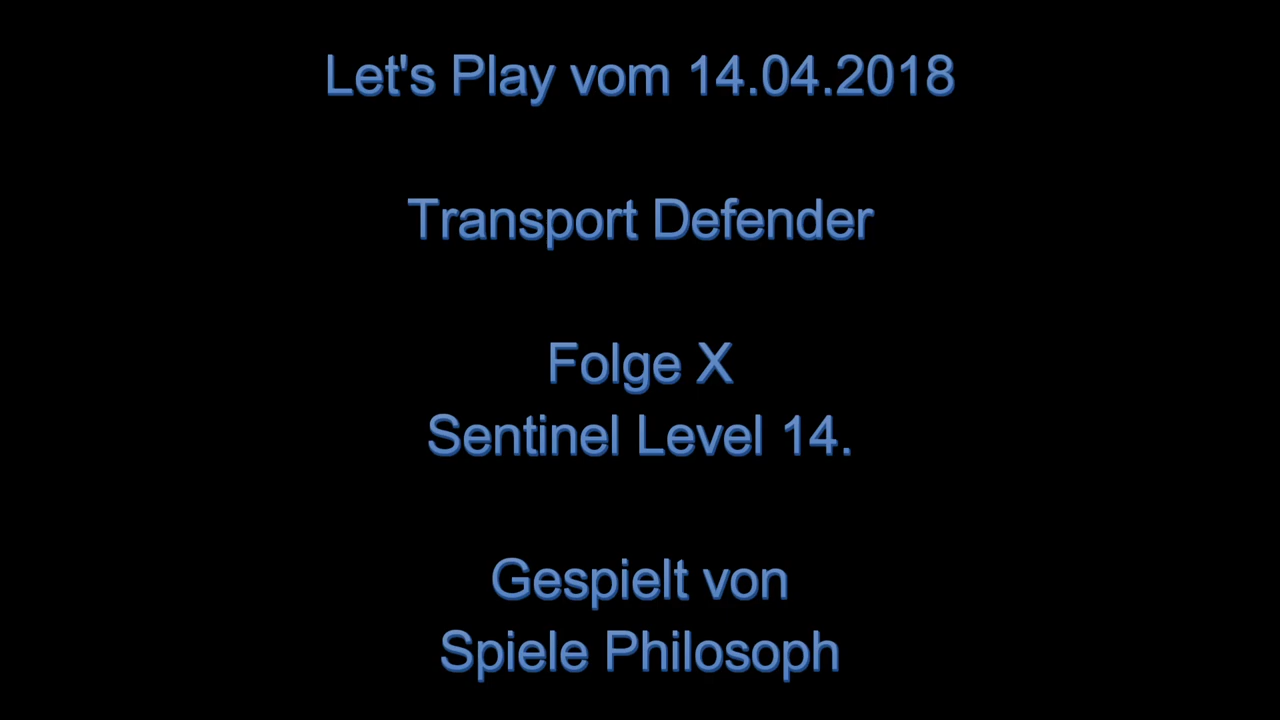 Let's Play vom 14.04.2018
Transport Defender
Folge X
Sentinel Level 14.
Gespielt von
Spiele Philosoph